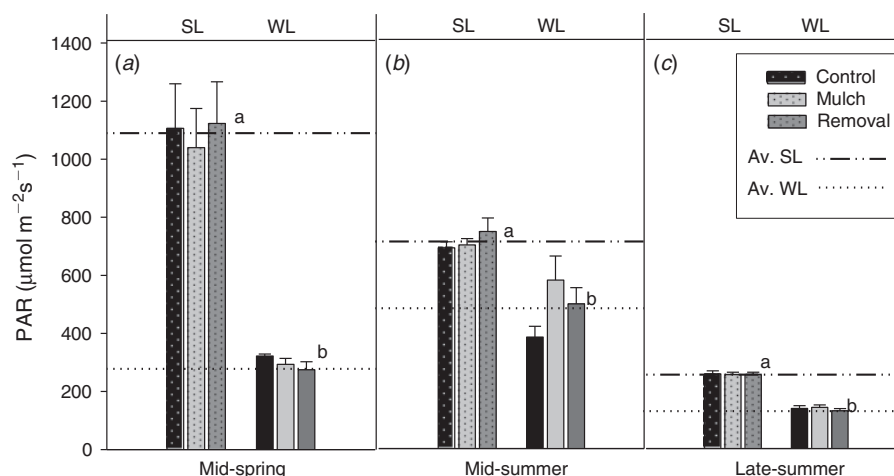 SL WL SL WL SL WL
1400
1200
1000
800
600
400
200
0
PAR (µmol m⁻²s⁻¹)
(a)
a
b
Mid-spring
(b)
a
b
Mid-summer
(c)
a
b
Late-summer
Control
Mulch
Removal
Av. SL
Av. WL